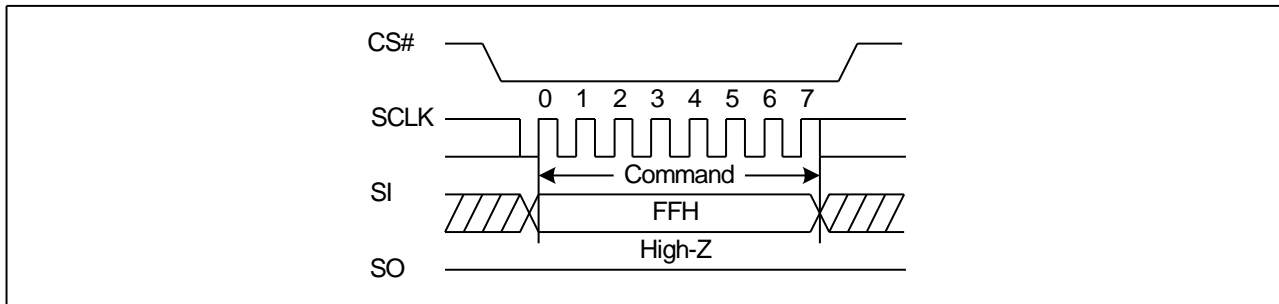 CS#
0 1 2 3 4 5 6 7
SCLK
Command
SI
FFH
High-Z
SO